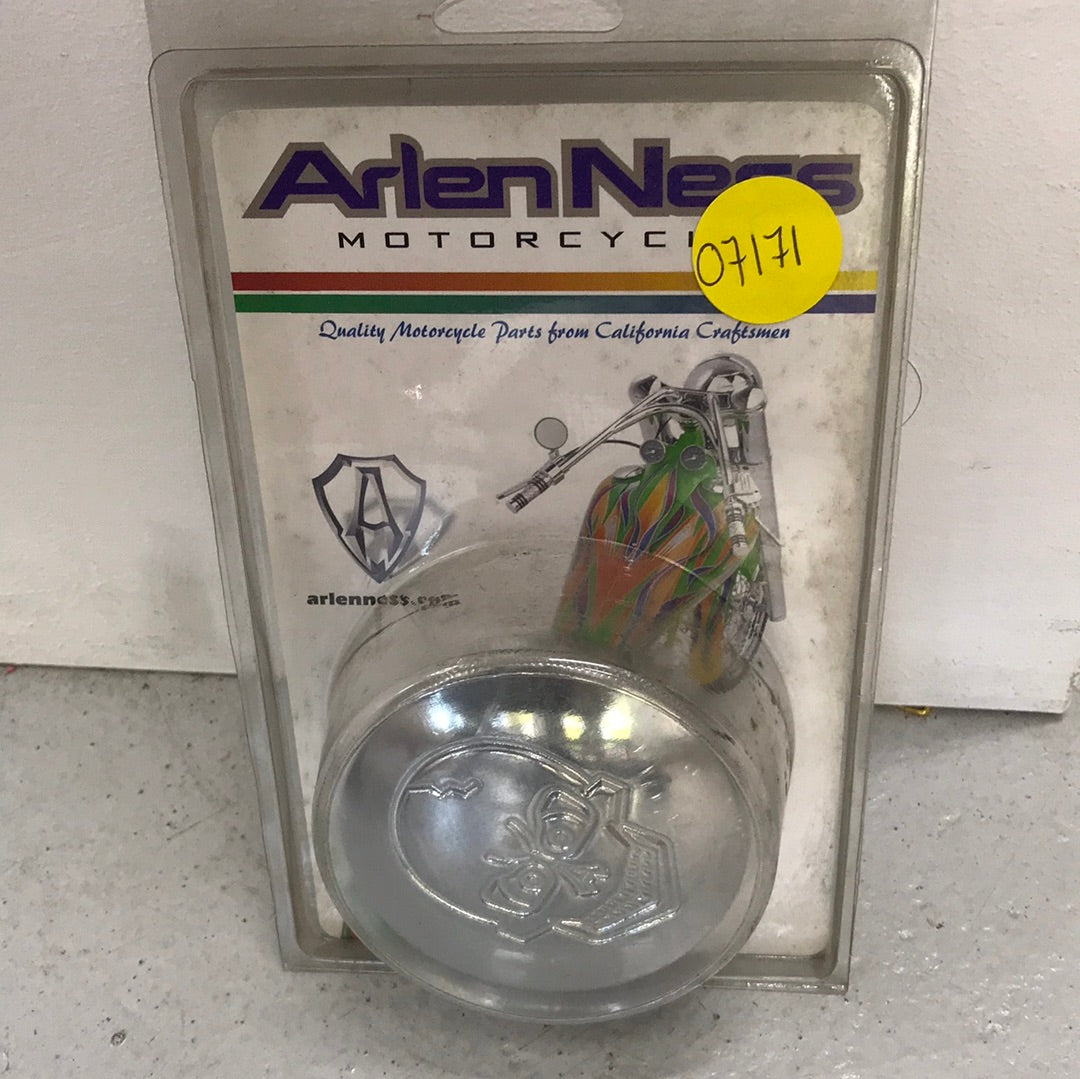 Arlen Ness
MOTORCYC
07171
Quality Motorcycle Parts from California Craftsmen
A
arlenness.com